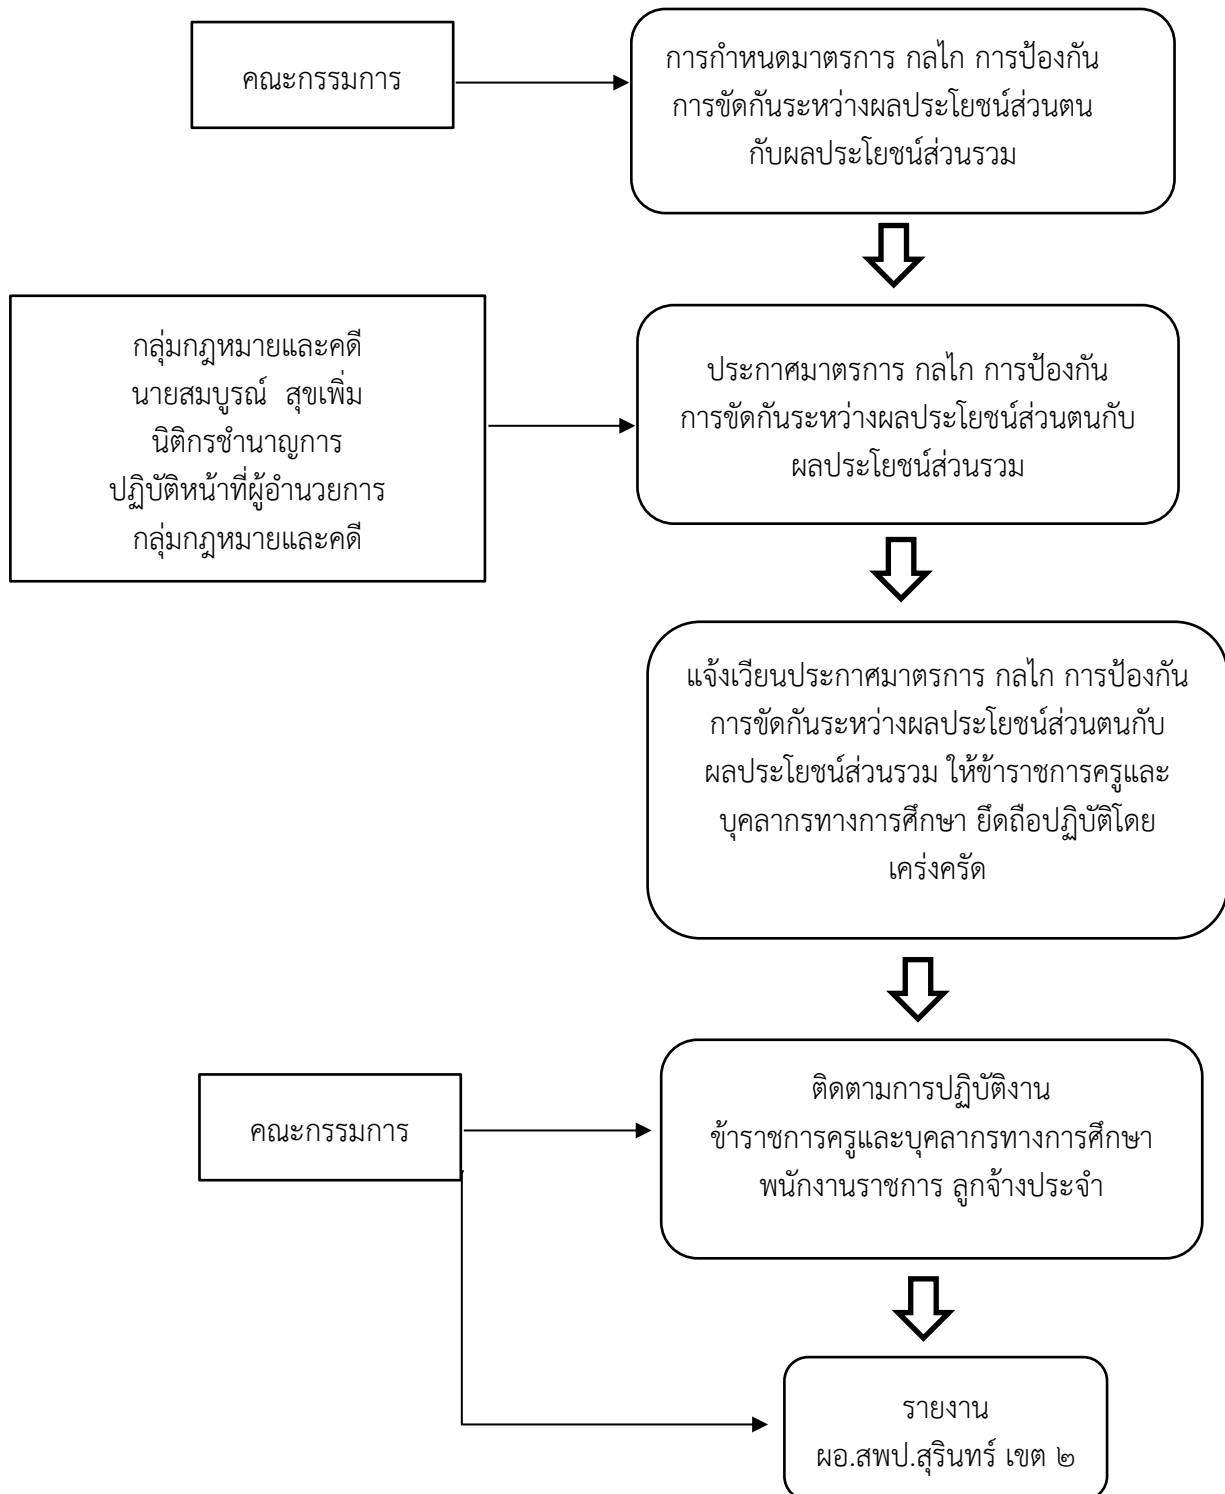 คณะกรรมการ
การกำหนดมาตรการ กลไก การป้องกัน
การขัดกันระหว่างผลประโยชน์ส่วนตน
กับผลประโยชน์ส่วนรวม
กลุ่มกฎหมายและคดี
นายสมบูรณ์  สุขเพิ่ม
นิติกรชำนาญการ
ปฏิบัติหน้าที่ผู้อำนวยการ
กลุ่มกฎหมายและคดี
ประกาศมาตรการ กลไก การป้องกัน
การขัดกันระหว่างผลประโยชน์ส่วนตนกับ
ผลประโยชน์ส่วนรวม
แจ้งเวียนประกาศมาตรการ กลไก การป้องกัน
การขัดกันระหว่างผลประโยชน์ส่วนตนกับ
ผลประโยชน์ส่วนรวม ให้ข้าราชการครูและ
บุคลากรทางการศึกษา ยึดถือปฏิบัติโดย
เคร่งครัด
คณะกรรมการ
ติดตามการปฏิบัติงาน
ข้าราชการครูและบุคลากรทางการศึกษา
พนักงานราชการ ลูกจ้างประจำ
รายงาน
ผอ.สพป.สุรินทร์ เขต ๒